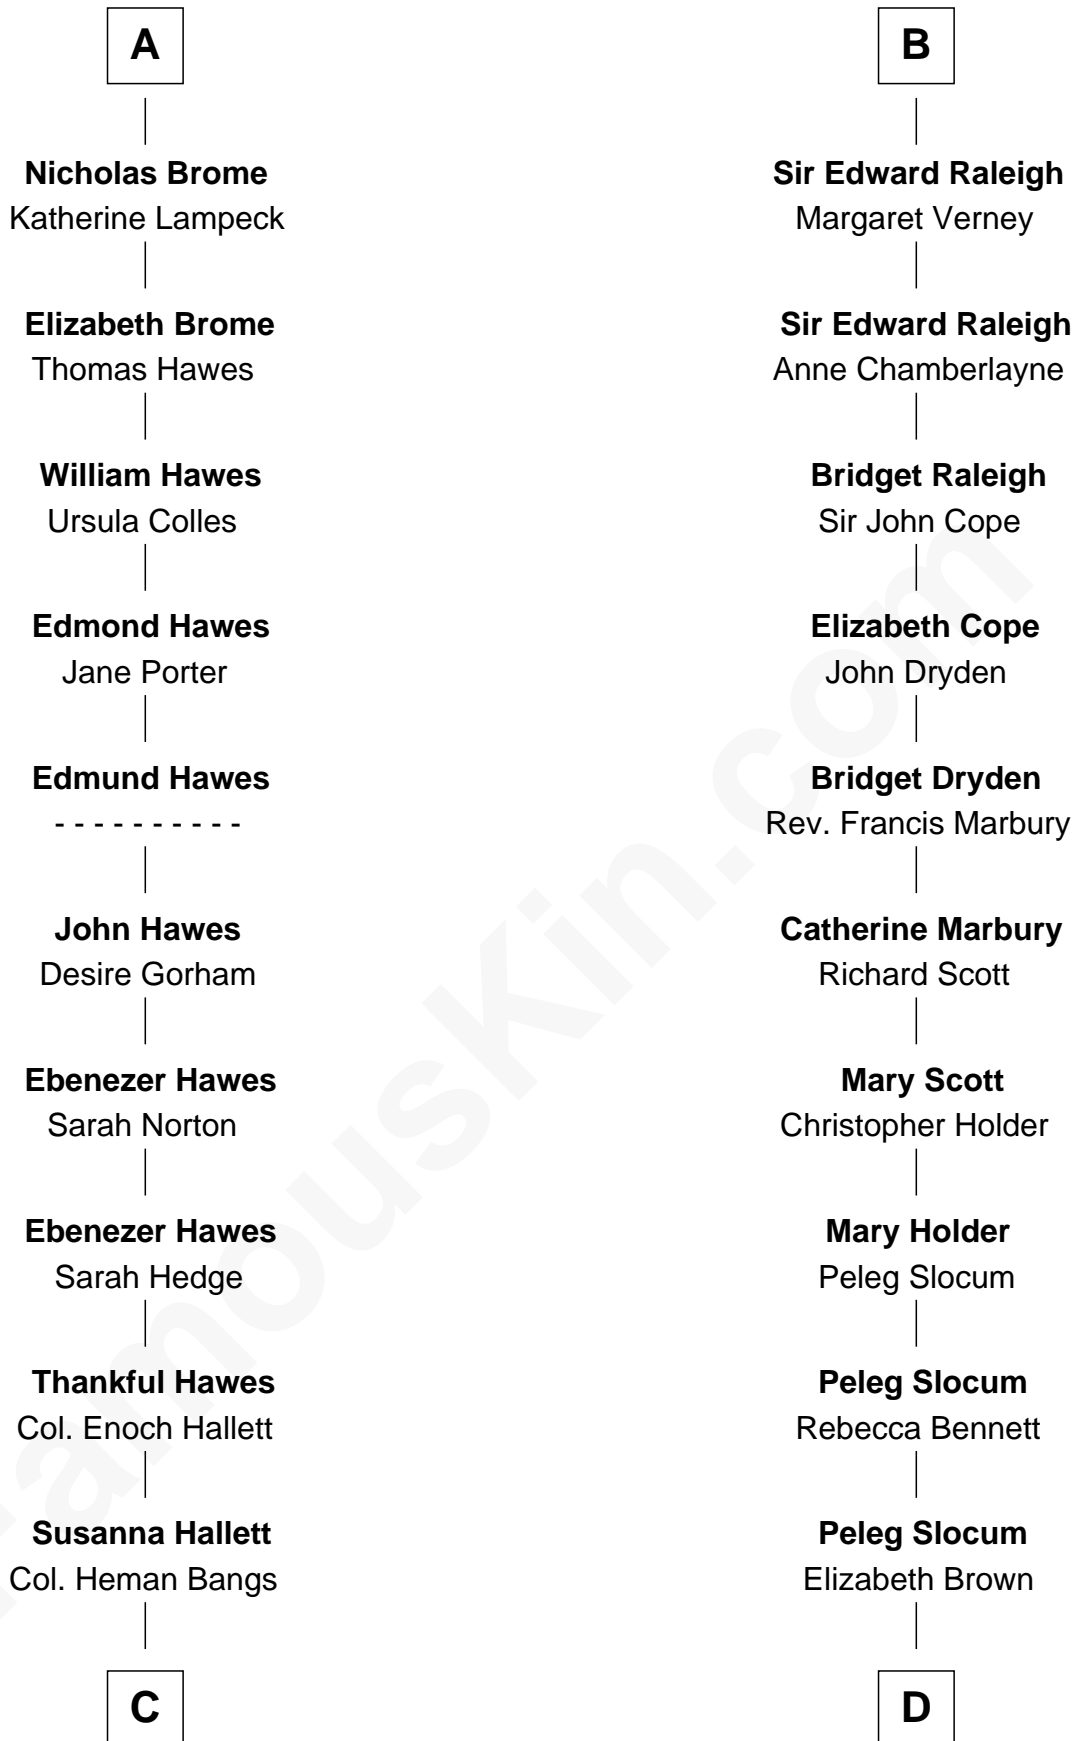 A
Nicholas Brome
Katherine Lampeck
Elizabeth Brome
Thomas Hawes
William Hawes
Ursula Colles
Edmond Hawes
Jane Porter
Edmund Hawes
- - - - - - - - - -
John Hawes
Desire Gorham
Ebenezer Hawes
Sarah Norton
Ebenezer Hawes
Sarah Hedge
Thankful Hawes
Col. Enoch Hallett
Susanna Hallett
Col. Heman Bangs
C
B
Sir Edward Raleigh
Margaret Verney
Sir Edward Raleigh
Anne Chamberlayne
Bridget Raleigh
Sir John Cope
Elizabeth Cope
John Dryden
Bridget Dryden
Rev. Francis Marbury
Catherine Marbury
Richard Scott
Mary Scott
Christopher Holder
Mary Holder
Peleg Slocum
Peleg Slocum
Rebecca Bennett
Peleg Slocum
Elizabeth Brown
D
FamousKin.com